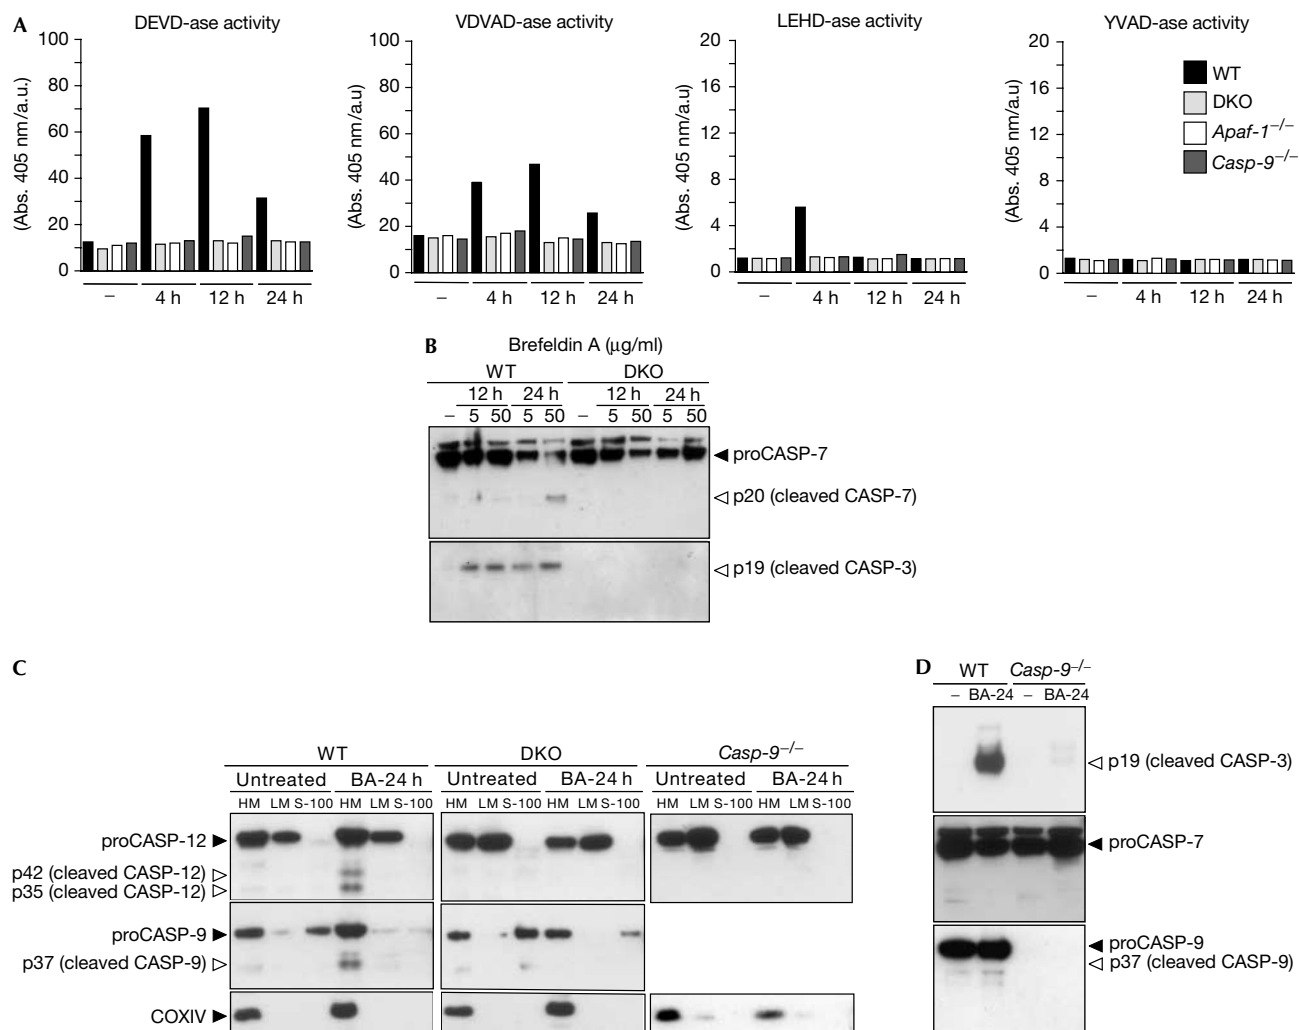 A
DEVD-ase activity
VDVAD-ase activity
LEHD-ase activity
YVAD-ase activity
(Abs. 405 nm/a.u)
100
80
60
40
20
0
– 4 h 12 h 24 h
(Abs. 405 nm/a.u)
100
80
60
40
20
0
– 4 h 12 h 24 h
(Abs. 405 nm/a.u)
20
16
12
8
4
0
– 4 h 12 h 24 h
(Abs. 405 nm/a.u)
20
16
12
8
4
0
– 4 h 12 h 24 h
WT
DKO
Apaf-1–/–
Casp-9–/–
B
Brefeldin A (μg/ml)
WT DKO
12 h 24 h 12 h 24 h
– 5 50 5 50 – 5 50 5 50
proCASP-7
p20 (cleaved CASP-7)
p19 (cleaved CASP-3)
C
WT DKO Casp-9–/–
Untreated BA-24 h Untreated BA-24 h Untreated BA-24 h
HM LM S-100 HM LM S-100 HM LM S-100 HM LM S-100 HM LM S-100 HM LM S-100
proCASP-12
p42 (cleaved CASP-12)
p35 (cleaved CASP-12)
proCASP-9
p37 (cleaved CASP-9)
COXIV
D
WT Casp-9–/–
– BA-24 – BA-24
p19 (cleaved CASP-3)
proCASP-7
proCASP-9
p37 (cleaved CASP-9)